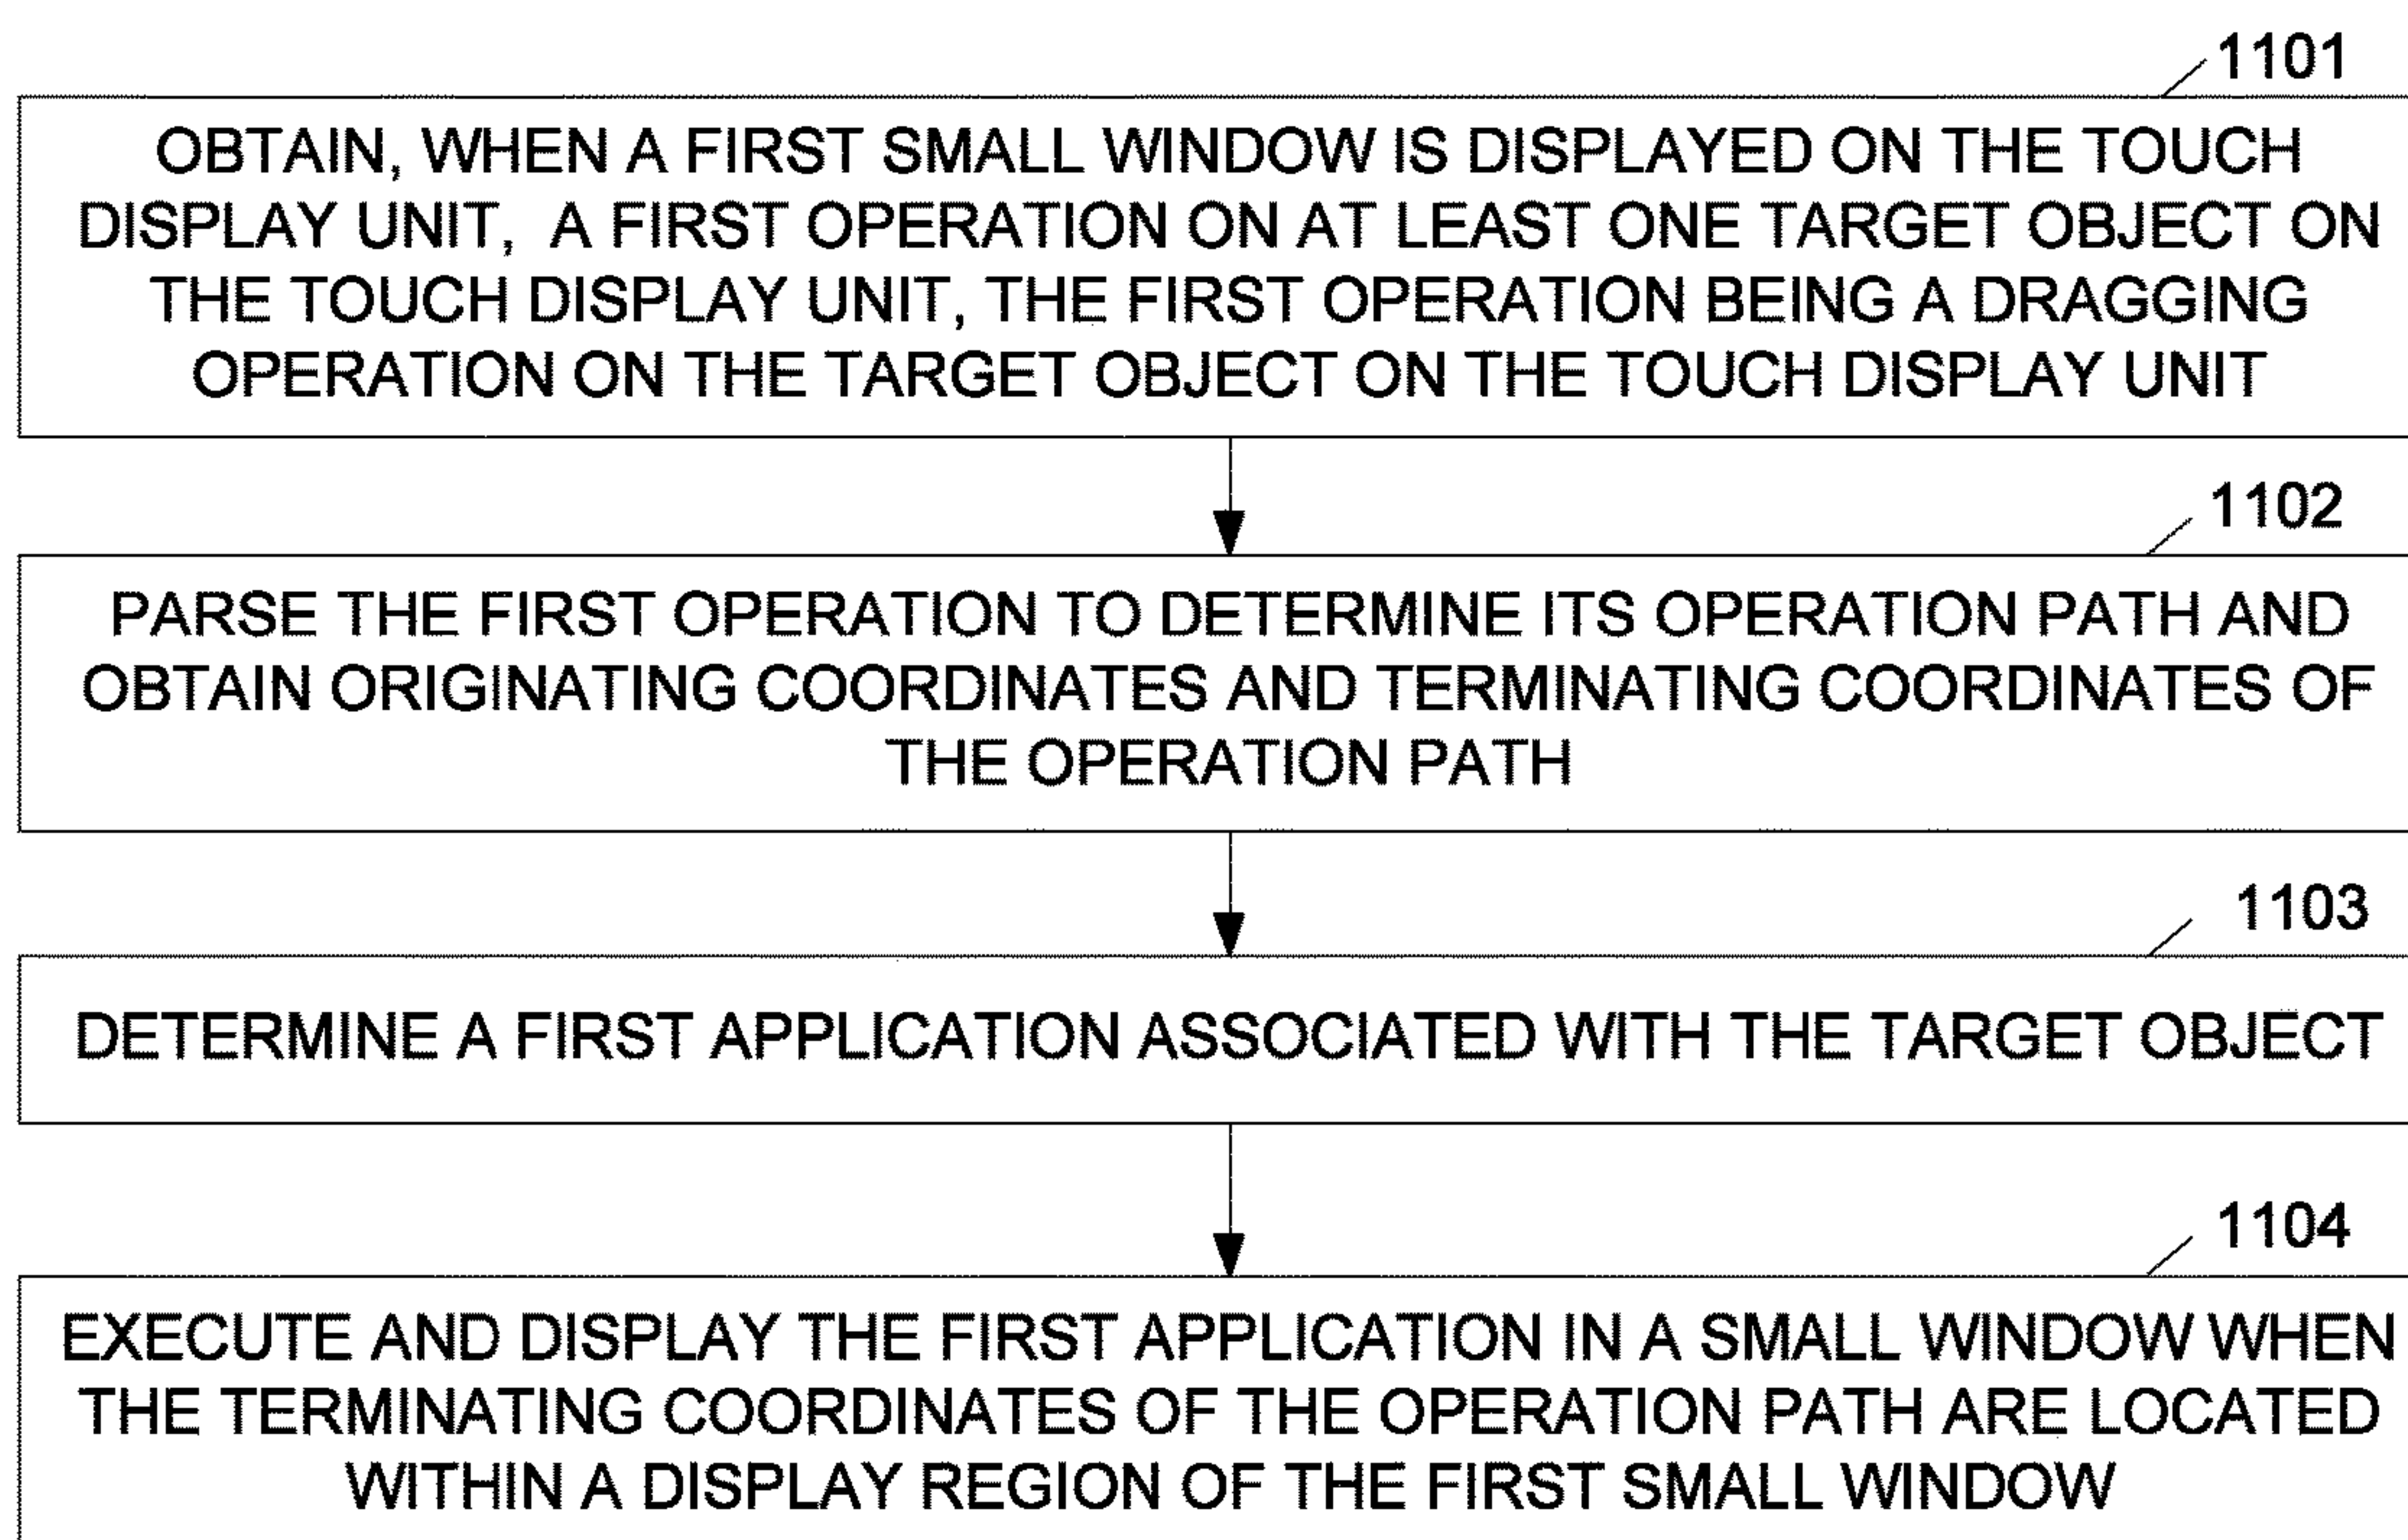 1101
OBTAIN, WHEN A FIRST SMALL WINDOW IS DISPLAYED ON THE TOUCH
DISPLAY UNIT, A FIRST OPERATION ON AT LEAST ONE TARGET OBJECT ON
THE TOUCH DISPLAY UNIT, THE FIRST OPERATION BEING A DRAGGING
OPERATION ON THE TARGET OBJECT ON THE TOUCH DISPLAY UNIT
1102
PARSE THE FIRST OPERATION TO DETERMINE ITS OPERATION PATH AND
OBTAIN ORIGINATING COORDINATES AND TERMINATING COORDINATES OF
THE OPERATION PATH
1103
DETERMINE A FIRST APPLICATION ASSOCIATED WITH THE TARGET OBJECT
1104
EXECUTE AND DISPLAY THE FIRST APPLICATION IN A SMALL WINDOW WHEN
THE TERMINATING COORDINATES OF THE OPERATION PATH ARE LOCATED
WITHIN A DISPLAY REGION OF THE FIRST SMALL WINDOW